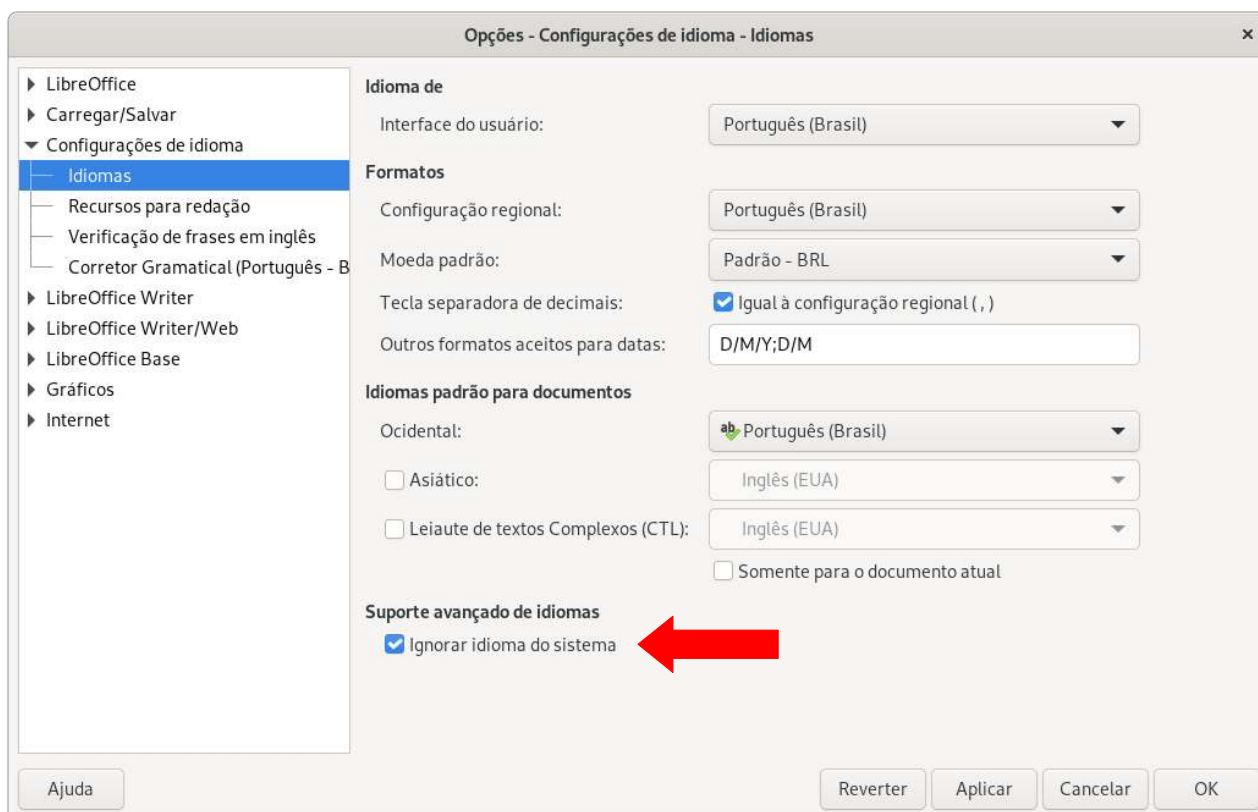 Opções - Configurações de idioma - Idiomas
LibreOffice
Carregar/Salvar
Configurações de idioma
Idiomas
Recursos para redação
Verificação de frases em inglês
Corretor Gramatical (Português - B
LibreOffice Writer
LibreOffice Writer/Web
LibreOffice Base
Gráficos
Internet
Idioma de
Interface do usuário: Português (Brasil)
Formatos
Configuração regional: Português (Brasil)
Moeda padrão: Padrão - BRL
Tecla separadora de decimais: Igual à configuração regional ( , )
Outros formatos aceitos para datas: D/M/Y;D/M
Idiomas padrão para documentos
Ocidental: Português (Brasil)
Asiático: Inglês (EUA)
Leiaute de textos Complexos (CTL): Inglês (EUA)
Somente para o documento atual
Suporte avançado de idiomas
Ignorar idioma do sistema
Ajuda Reverter Aplicar Cancelar OK